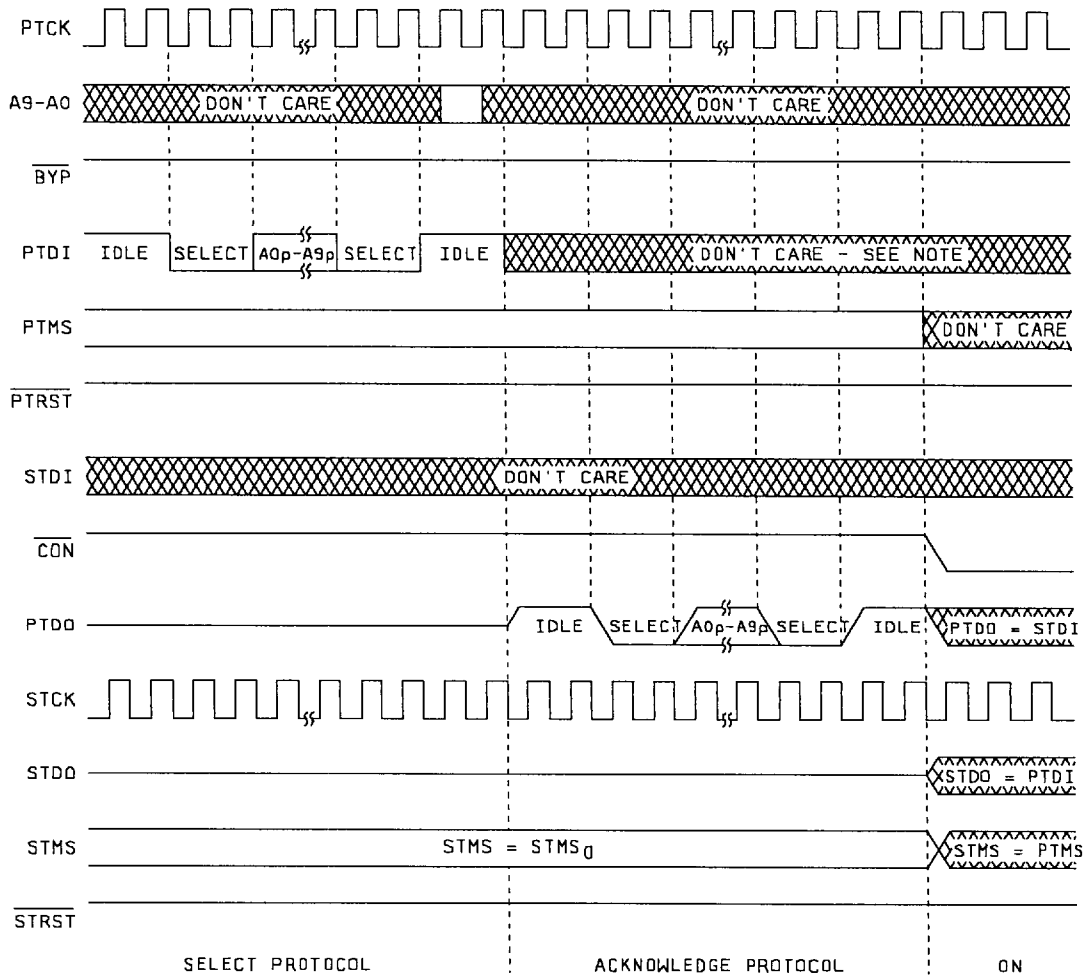 PTCK
A9-A0 DON'T CARE DON'T CARE
BYP
PTDI IDLE SELECT A0p-A9p SELECT IDLE DON'T CARE - SEE NOTE
PTMS DON'T CARE
PTRST
STDI DON'T CARE
CON
PTDO IDLE SELECT A0p-A9p SELECT IDLE PTDO = STDI
STCK
STDO STDO = PTDI
STMS STMS = STMS0 STMS = PTMS
STRST
SELECT PROTOCOL ACKNOWLEDGE PROTOCOL ON